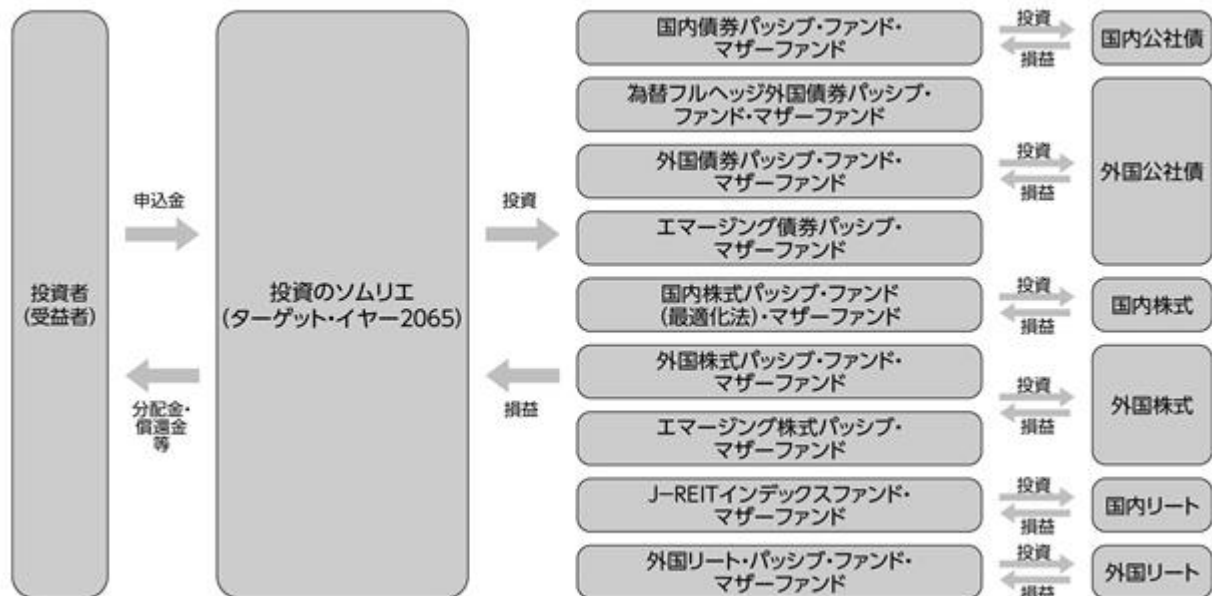 投資者
(受益者)
申込金
分配金・
償還金
等
投資のソムリエ
(ターゲット・イヤー2065)
投資
損益
国内債券パッシブ・ファンド・
マザーファンド
投資
損益
国内公社債
為替フルヘッジ外国債券パッシブ・
ファンド・マザーファンド
外国債券パッシブ・ファンド・
マザーファンド
エマージング債券パッシブ・
マザーファンド
投資
損益
外国公社債
国内株式パッシブ・ファンド
(最適化法)・マザーファンド
投資
損益
国内株式
外国株式パッシブ・ファンド・
マザーファンド
エマージング株式パッシブ・
マザーファンド
投資
損益
外国株式
J−REITインデックスファンド・
マザーファンド
投資
損益
国内リート
外国リート・パッシブ・ファンド・
マザーファンド
投資
損益
外国リート